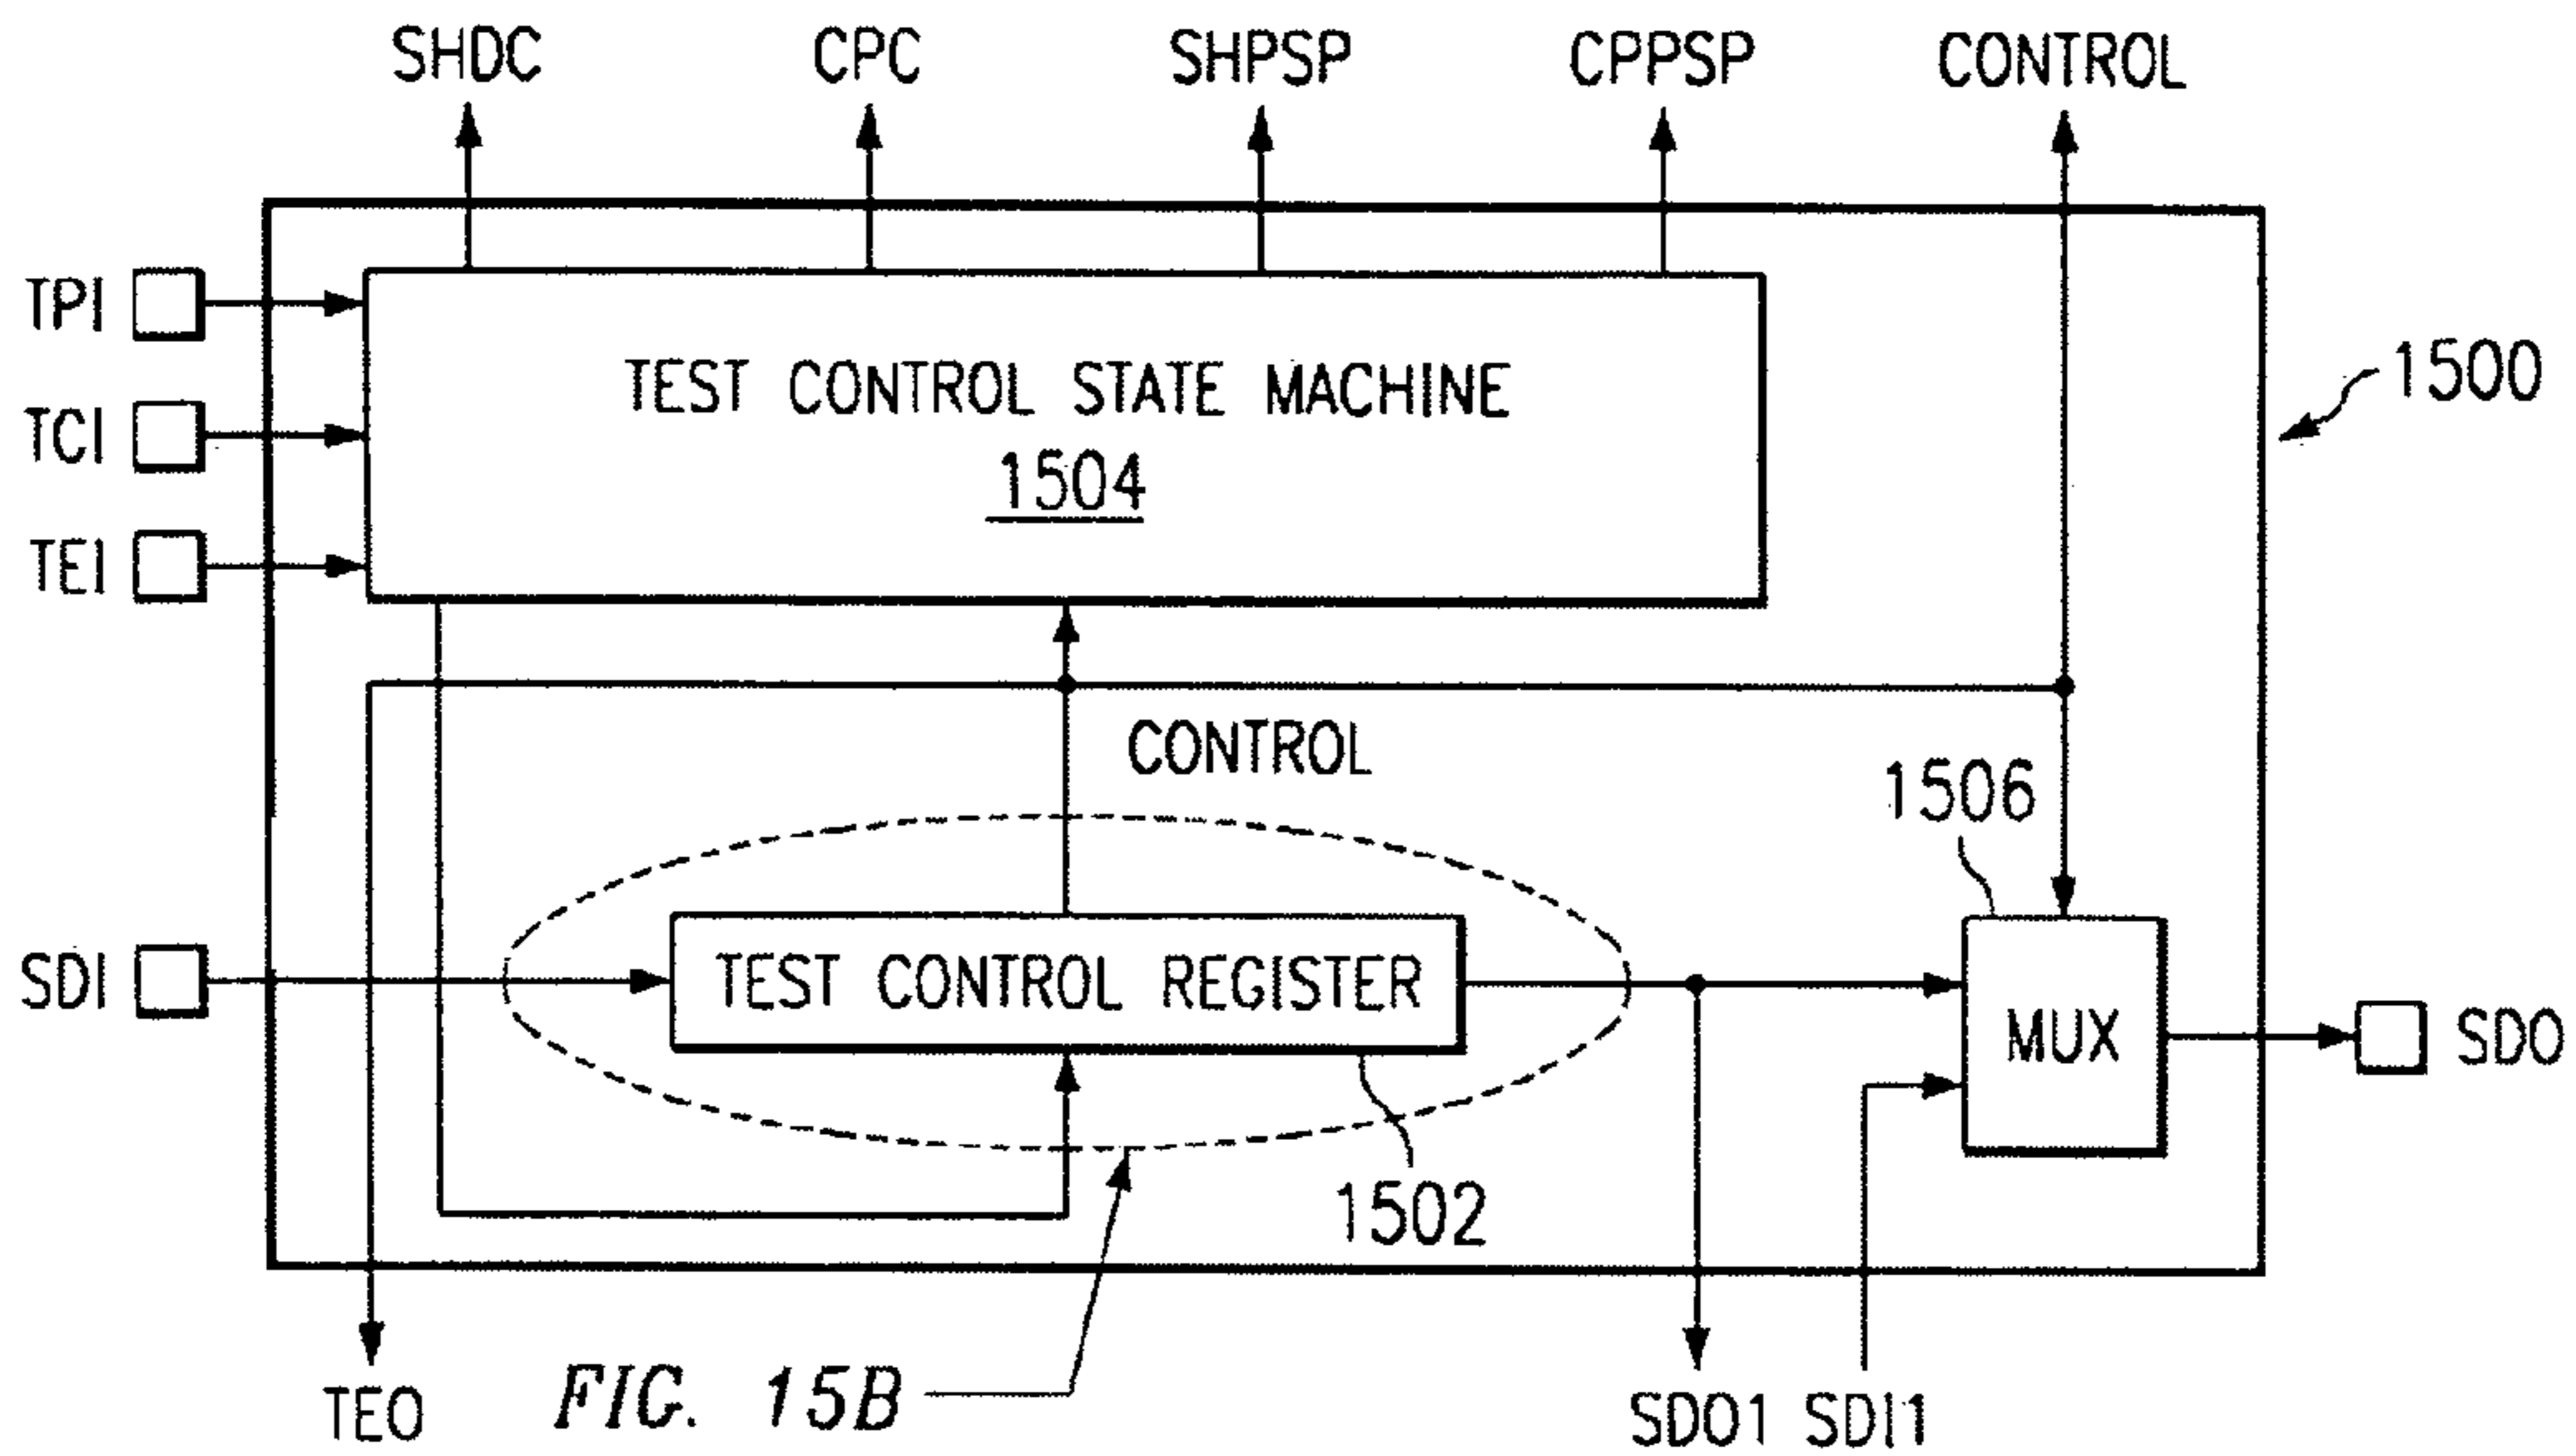 SHDC CPC SHPSP CPPSP CONTROL
TPI
TEST CONTROL STATE MACHINE
1500
TCI
1504
TEI
CONTROL
1506
SDI
TEST CONTROL REGISTER
MUX
SDO
1502
TEO
FIG. 15B
SDO1 SDI1